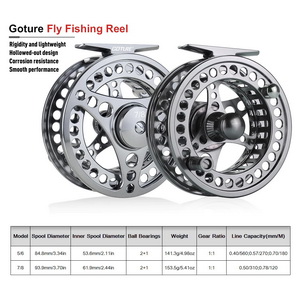 Goture Fly Fishing Reel
Rigidity and lightweight
Hollowed-out design
Corrosion resistance
Smooth performance
GOTURE
PARAMETER
Model Spool Diameter Inner Diameter Ball Bearings Weight Gear Ratio Line Capacity(mm/M)
5/6 84.8mm/3.34in 53.6mm/2.11in 2+1 141.3g/4.98oz 1:1 0.40/560,0.57/270,0.70/180
7/8 93.9mm/3.70in 61.9mm/2.44in 2+1 153.5g/5.41oz 1:1 0.50/310,0.78/120